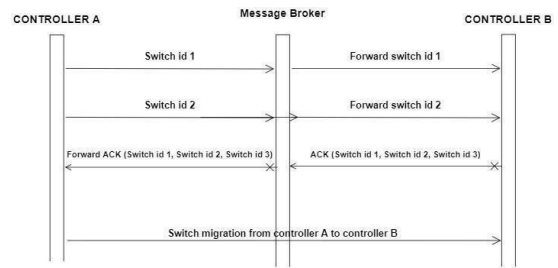 CONTROLLER A
Message Broker
CONTROLLER B
Switch id 1
Forward switch id 1
Switch id 2
Forward switch id 2
Forward ACK (Switch id 1, Switch id 2, Switch id 3)
ACK (Switch id 1, Switch id 2, Switch id 3)
Switch migration from controller A to controller B